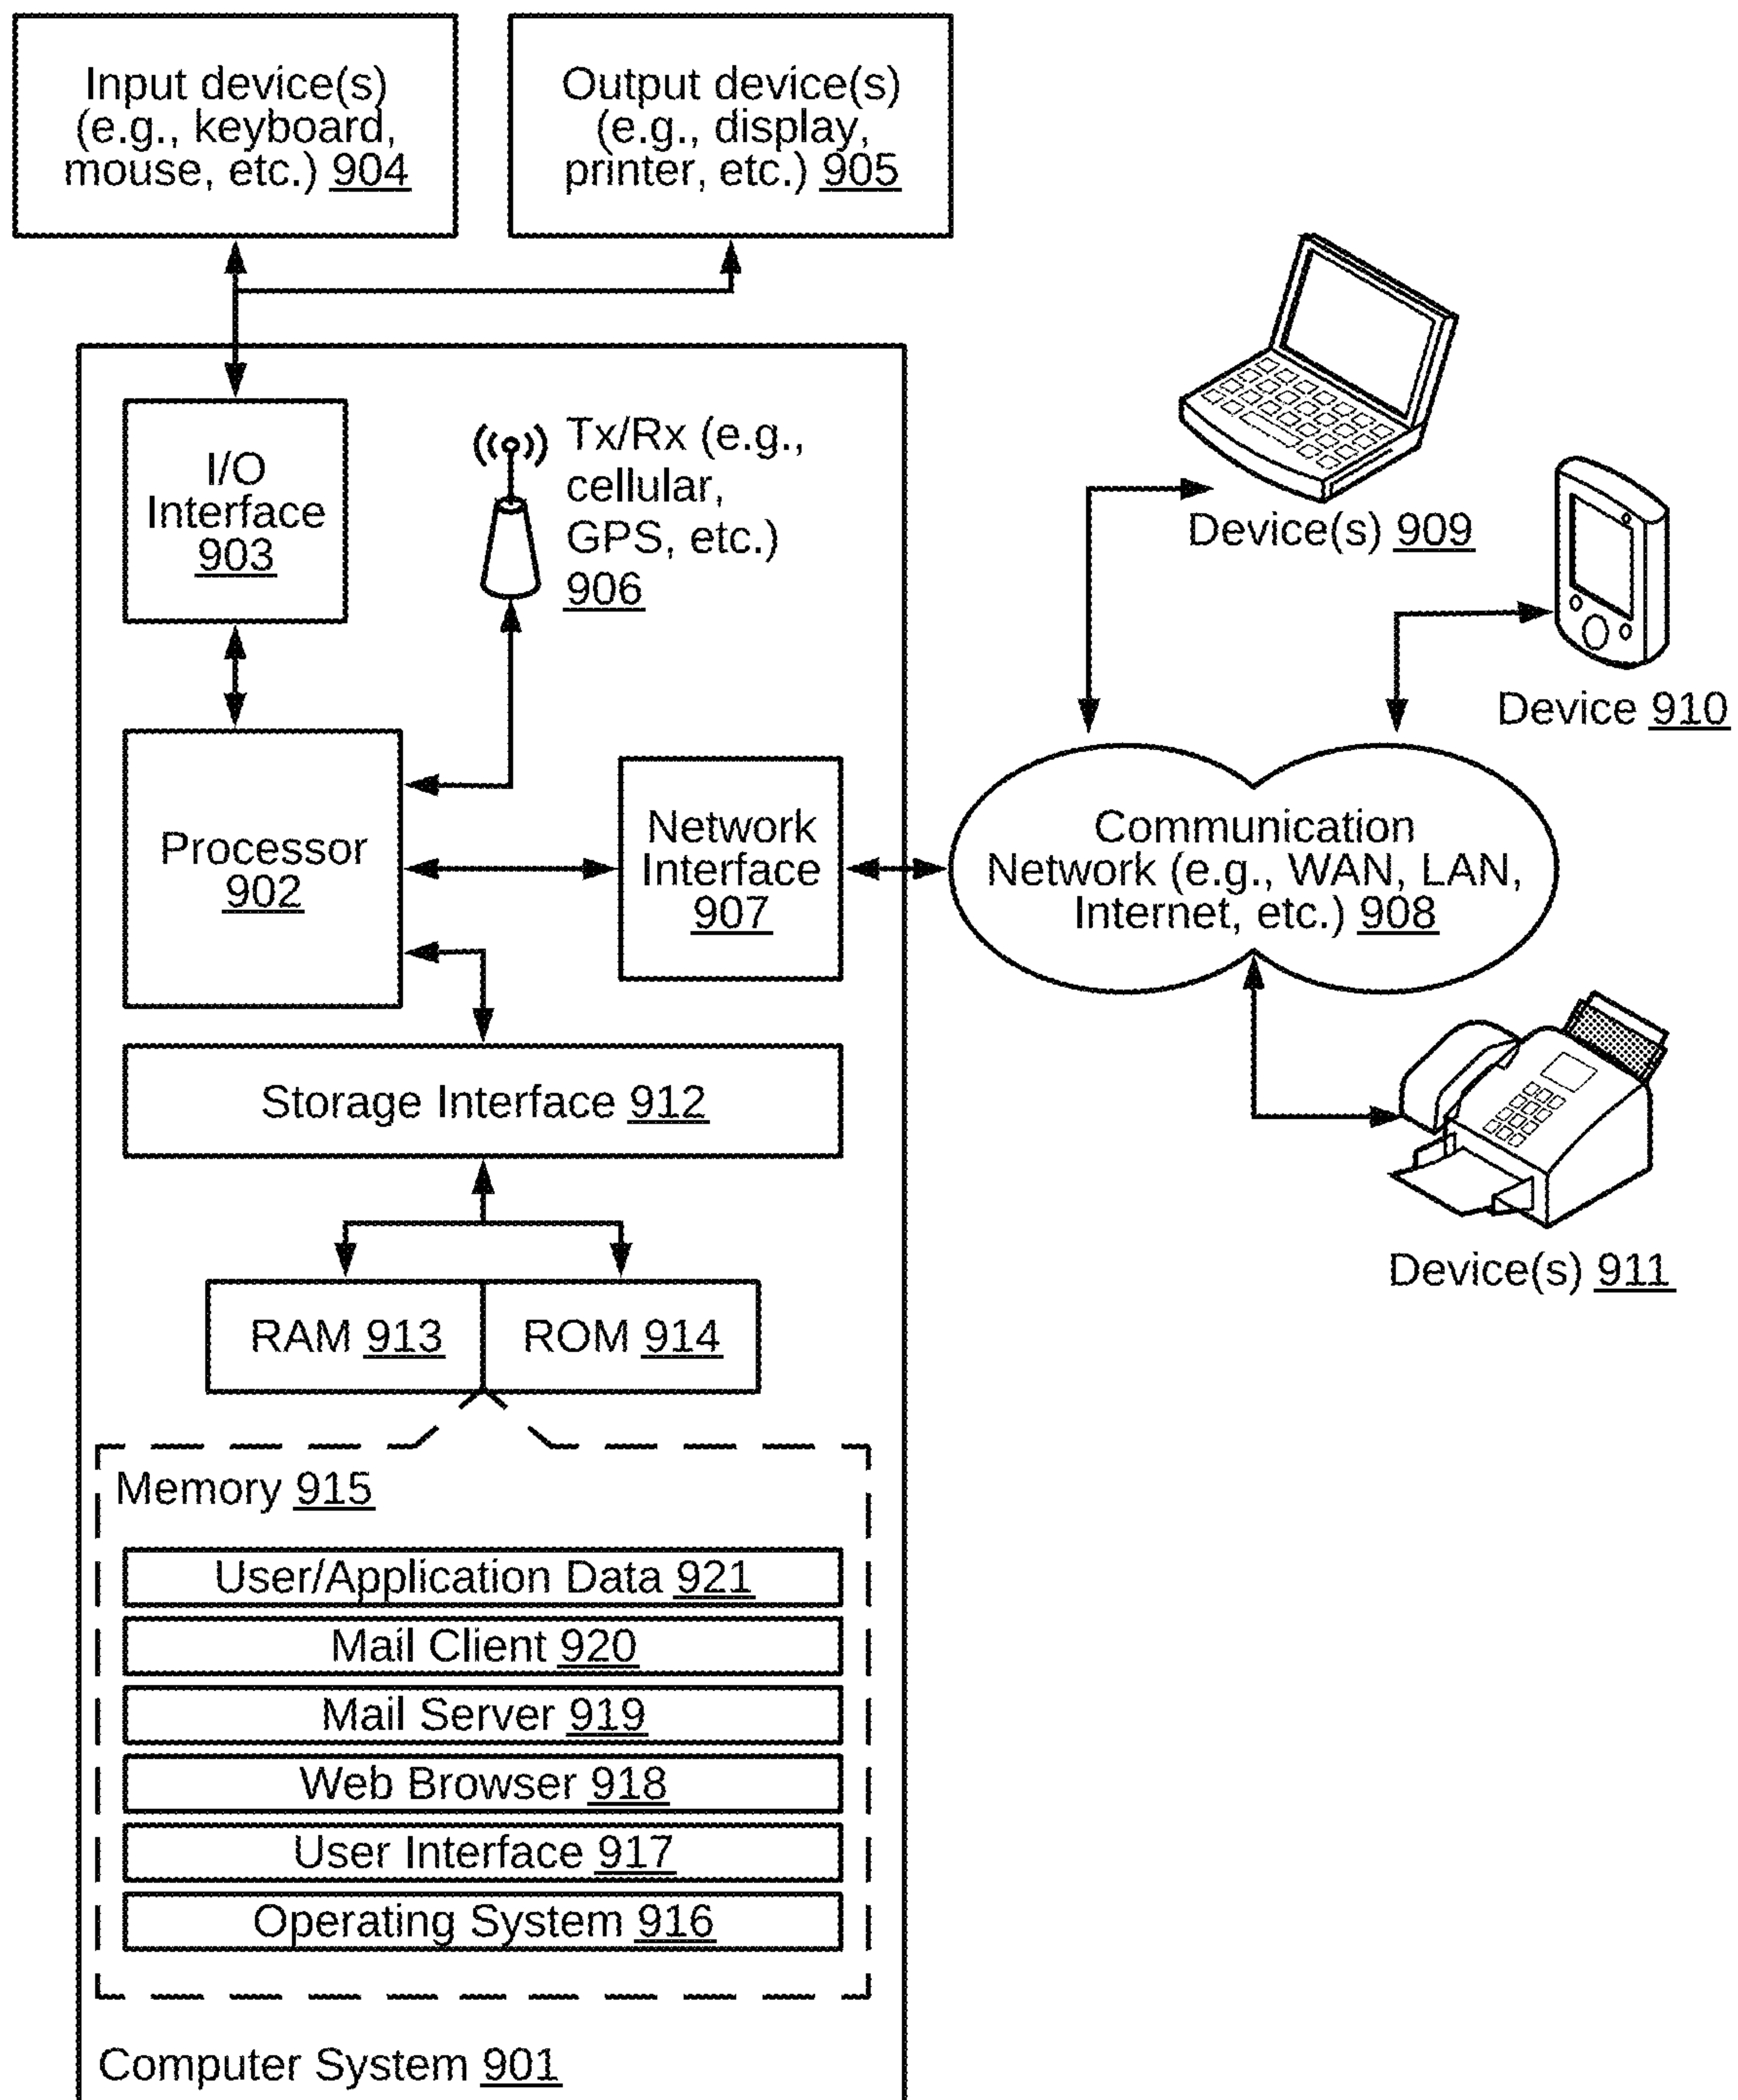 Input device(s)
(e.g., keyboard,
mouse, etc.) 904
Output device(s)
(e.g., display,
printer, etc.) 905
I/O
Interface
903
Tx/Rx (e.g.,
cellular,
GPS, etc.)
906
Device(s) 909
Device 910
Processor
902
Network
Interface
907
Communication
Network (e.g., WAN, LAN,
Internet, etc.) 908
Storage Interface 912
Device(s) 911
RAM 913
ROM 914
Memory 915
User/Application Data 921
Mail Client 920
Mail Server 919
Web Browser 918
User Interface 917
Operating System 916
Computer System 901